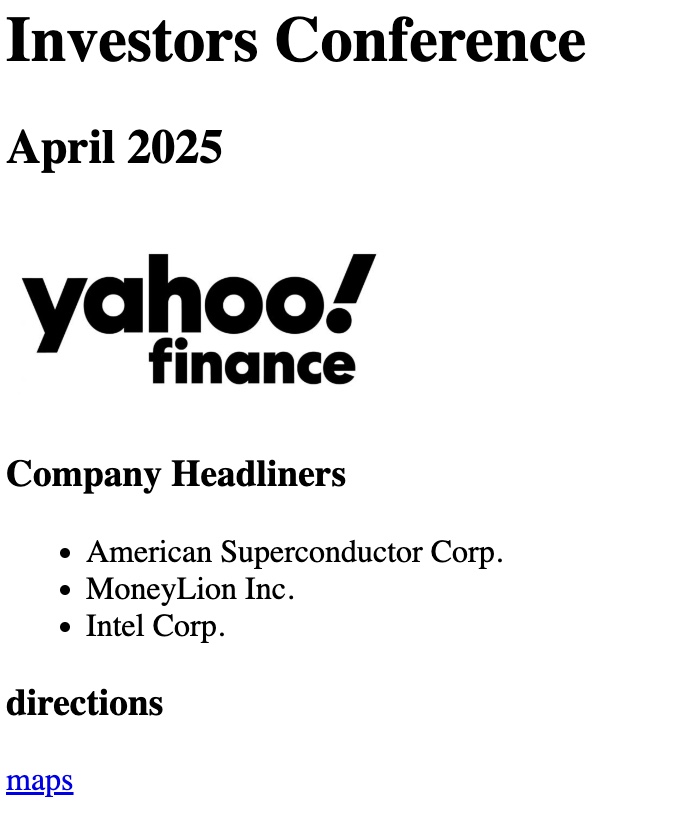 Investors Conference
April 2025
yahoo!
finance
Company Headliners
• American Superconductor Corp.
• MoneyLion Inc.
• Intel Corp.
directions
maps